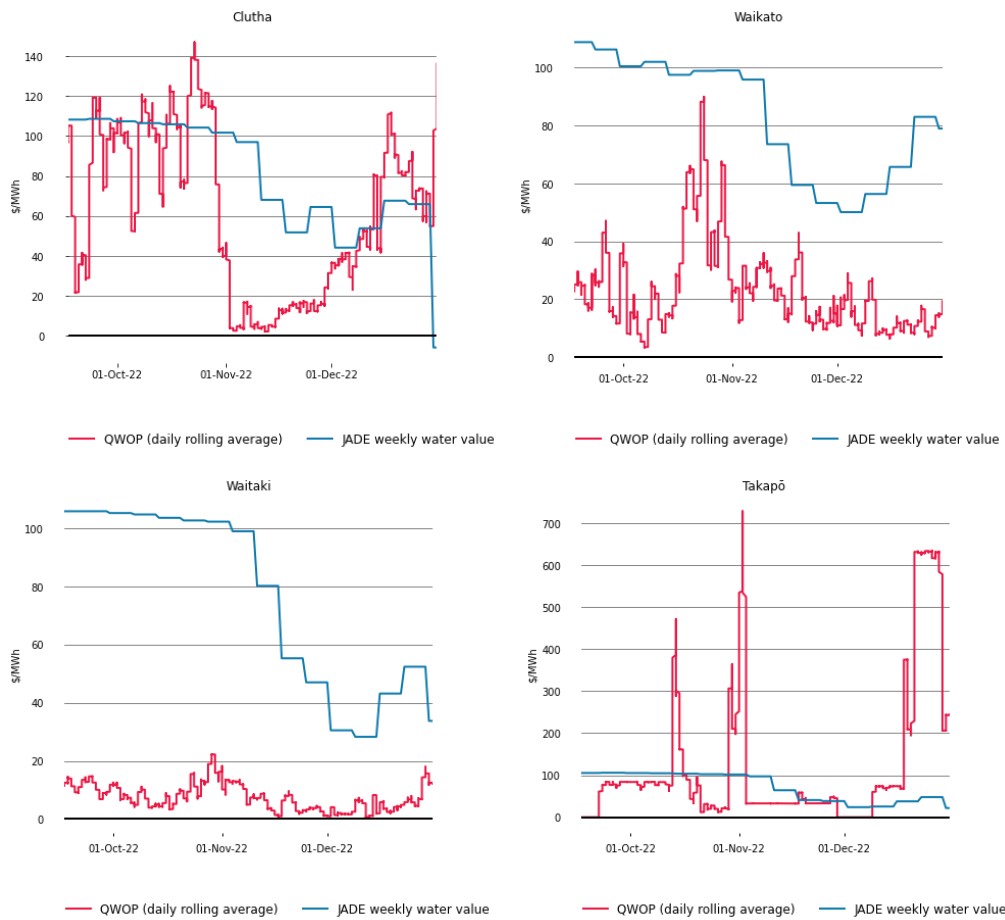 Clutha
140
120
100
80
60
40
20
0
$/MWh
01-Oct-22 01-Nov-22 01-Dec-22
QWOP (daily rolling average) JADE weekly water value
Waikato
100
80
60
40
20
0
$/MWh
01-Oct-22 01-Nov-22 01-Dec-22
QWOP (daily rolling average) JADE weekly water value
Waitaki
100
80
60
40
20
0
$/MWh
01-Oct-22 01-Nov-22 01-Dec-22
QWOP (daily rolling average) JADE weekly water value
Takapō
700
600
500
400
300
200
100
0
$/MWh
01-Oct-22 01-Nov-22 01-Dec-22
QWOP (daily rolling average) JADE weekly water value